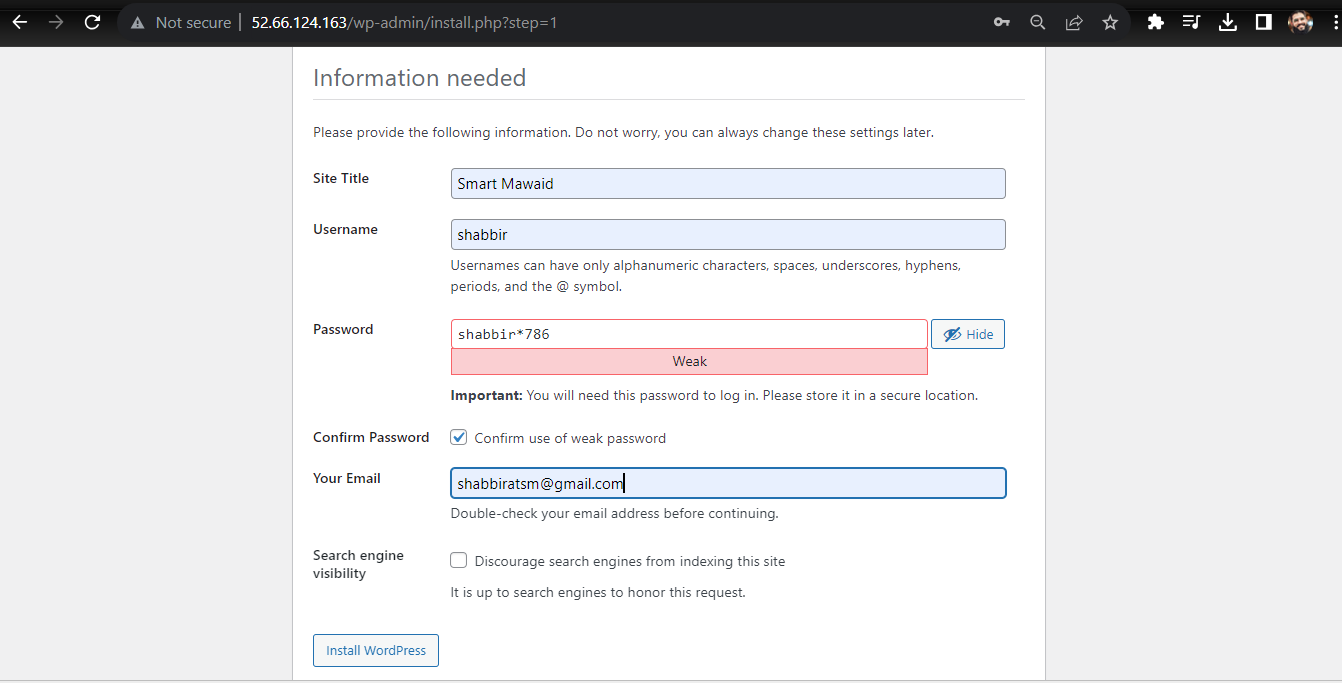 Not secure 52.66.124.163/wp-admin/install.php?step=1
Information needed
Please provide the following information. Do not worry, you can always change these settings later.
Site Title
Smart Mawaid
Username
shabbir
Usernames can have only alphanumeric characters, spaces, underscores, hyphens,
periods, and the @ symbol.
Password
shabbir*786
Hide
Weak
Important: You will need this password to log in. Please store it in a secure location.
Confirm Password
Confirm use of weak password
Your Email
shabbiratsm@gmail.com
Double-check your email address before continuing.
Search engine
visibility
Discourage search engines from indexing this site
It is up to search engines to honor this request.
Install WordPress